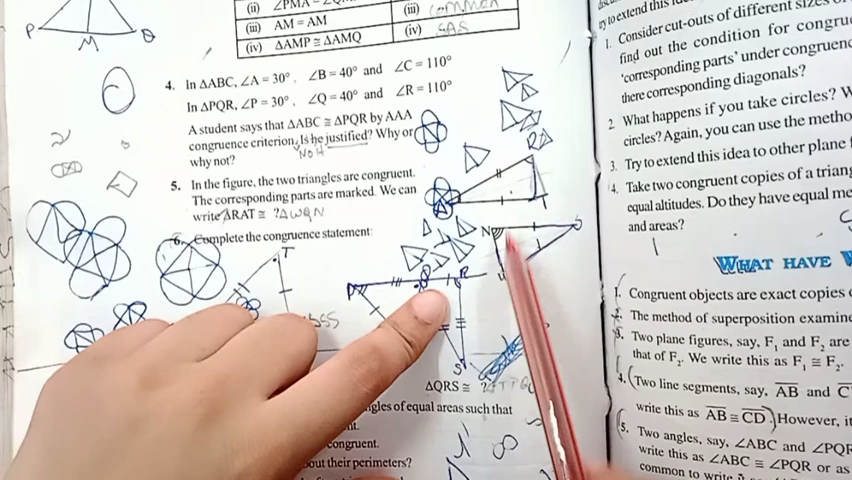 P
M
Q
(ii) ∠PMA =
(iii) AM = AM
(iii) common
(iv) ΔAMP ≅ ΔAMQ
(iv) SAS
4. In ΔABC, ∠A = 30°, ∠B = 40° and ∠C = 110°
In ΔPQR, ∠P = 30°, ∠Q = 40° and ∠R = 110°
A student says that ΔABC ≅ ΔPQR by AAA
congruence criterion. Is he justified? Why or
why not?
5. In the figure, the two triangles are congruent.
The corresponding parts are marked. We can
write ΔRAT ≅ ? ΔWON
R
N
6. Complete the congruence statement:
T
P
R
S
ΔQRS ≅ ?
ngles of equal areas such that
nt.
congruent.
bout their perimeters?
try to extend this
1. Consider cut-outs of different sizes
find out the condition for congrue
'corresponding parts' under congruenc
there corresponding diagonals?
2. What happens if you take circles? W
circles? Again, you can use the metho
3. Try to extend this idea to other plane
4. Take two congruent copies of a triang
equal altitudes. Do they have equal me
and areas?
WHAT HAVE
1. Congruent objects are exact copies
2. The method of superposition examine
3. Two plane figures, say, F1 and F2 are
that of F2. We write this as F1 ≅ F2.
4. Two line segments, say, AB and C
write this as AB ≅ CD. However, it
5. Two angles, say, ∠ABC and ∠PQR
write this as ∠ABC ≅ ∠PQR or as
common to write